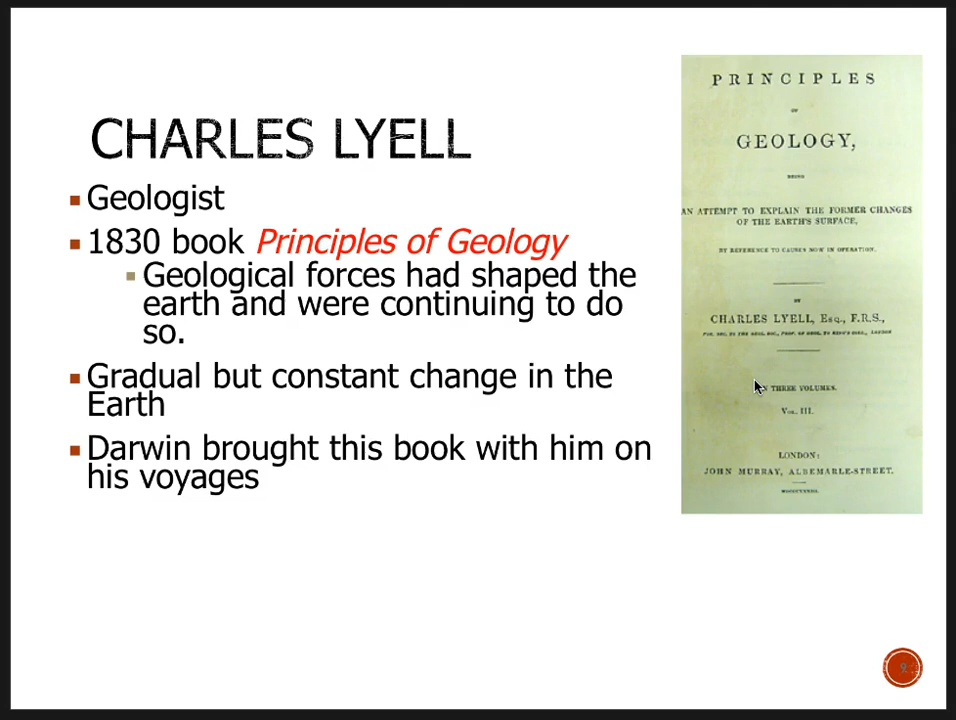 CHARLES LYELL
Geologist
1830 book Principles of Geology
Geological forces had shaped the
earth and were continuing to do
so.
Gradual but constant change in the
Earth
Darwin brought this book with him on
his voyages
PRINCIPLES
OF
GEOLOGY,
BEING
AN ATTEMPT TO EXPLAIN THE FORMER CHANGES
OF THE EARTH'S SURFACE,
BY REFERENCE TO CAUSES NOW IN OPERATION.
BY
CHARLES LYELL, Esq., F.R.S.,
THREE VOLUMES.
Vol. III.
LONDON:
JOHN MURRAY, ALBEMARLE-STREET.
9